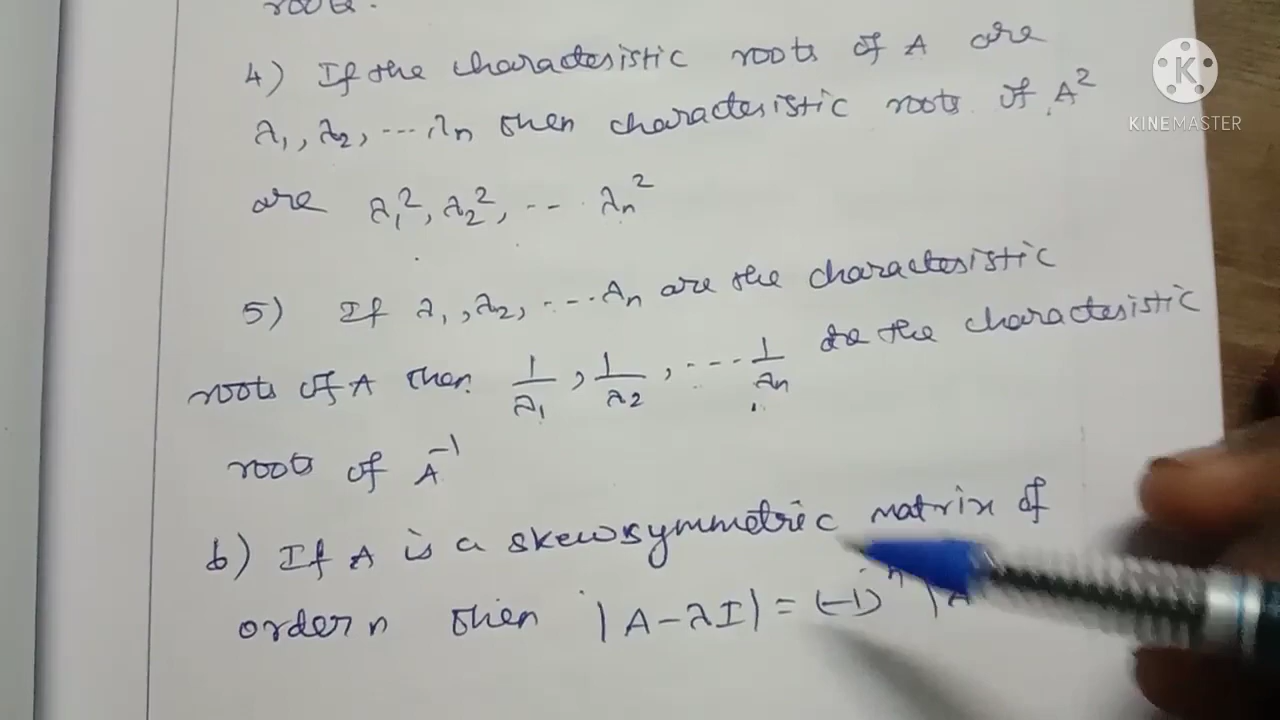 roots.
4) If the characteristic roots of A are
λ₁, λ₂, ... λn then characteristic roots of A²
are λ₁², λ₂², -- λn²
5) If λ₁, λ₂, ... λn are the characteristic
roots of A then 1/λ₁, 1/λ₂, ... 1/λn are the characteristic
roots of A⁻¹
6) If A is a skewsymmetric matrix of
order n then |A-λI| = (-1)ⁿ |A
K
KINEMASTER